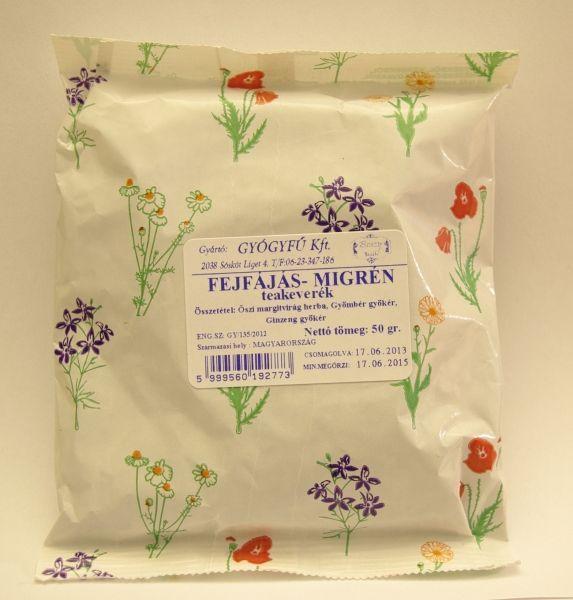 Gyártó: GYÓGYFŰ Kft.
2038 Sóskút Liget 4. T/F:06-23-347-186
FEJFÁJÁS- MIGRÉN
teakeverék
Összetétel: Őszi margitvirág herba, Gyömbér gyökér,
Ginzeng gyökér
ENG.SZ: GY/135/2012 Nettó tömeg: 50 gr.
Származási hely : MAGYARORSZÁG
CSOMAGOLVA: 17.06.2013
MIN.MEGŐRZI: 17.06.2015
5 999560 192773